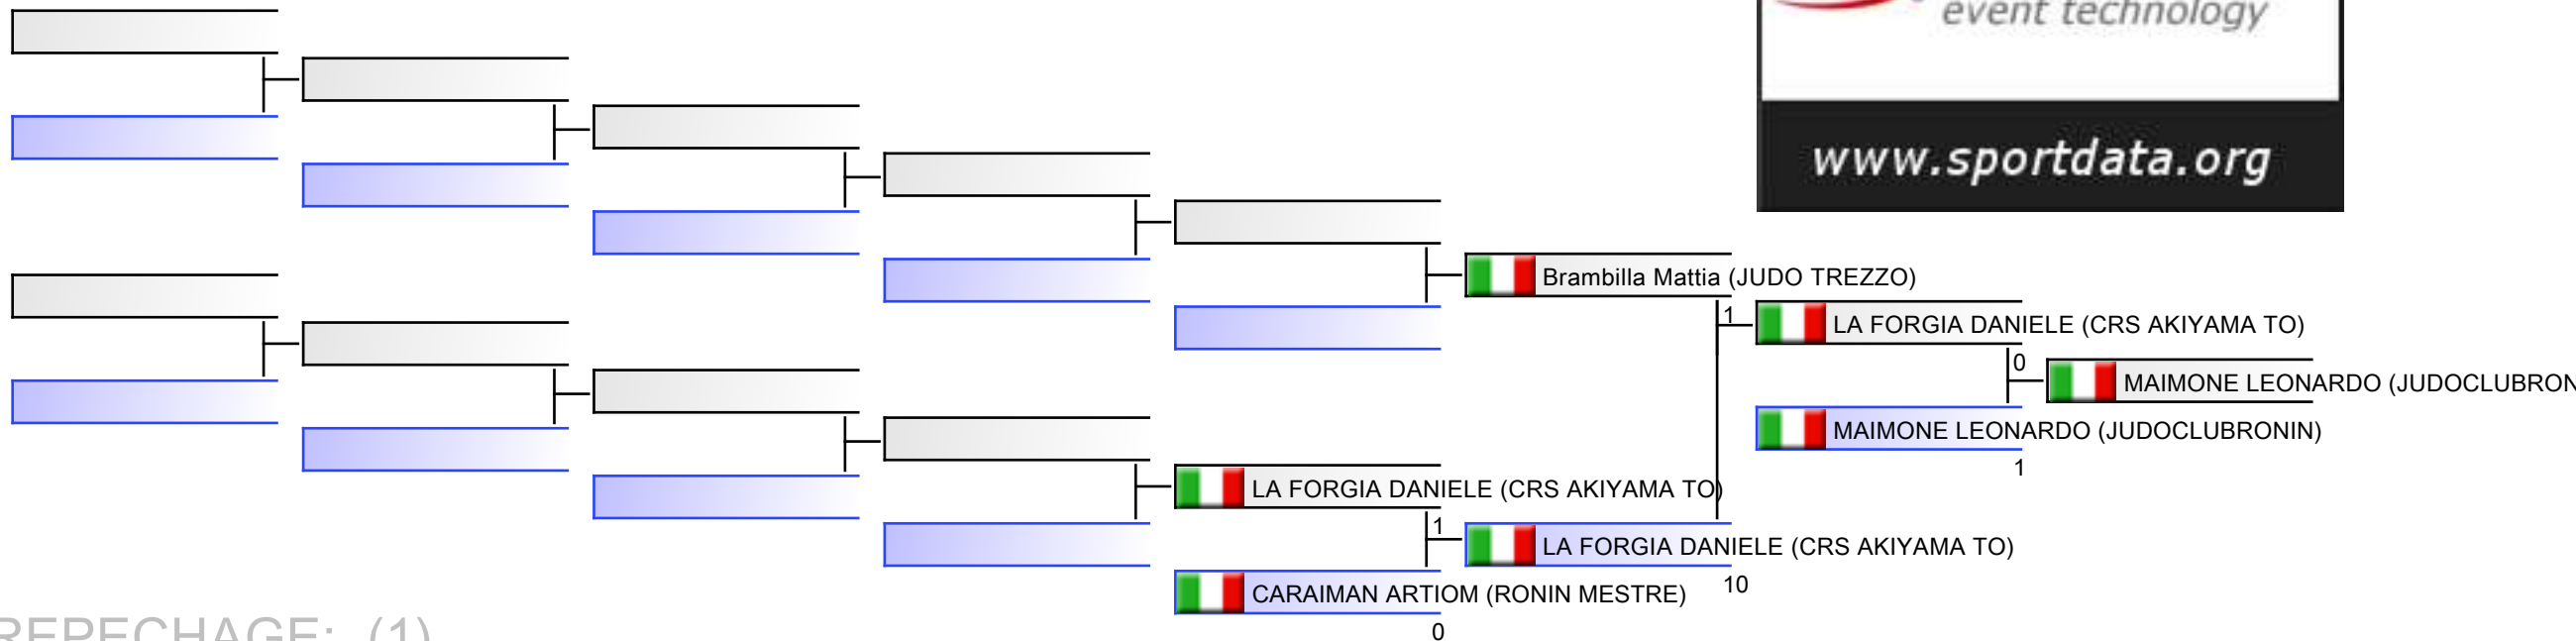 event technology
www.sportdata.org
Brambilla Mattia (JUDO TREZZO)
1
LA FORGIA DANIELE (CRS AKIYAMA TO)
0
MAIMONE LEONARDO (JUDOCLUBRON
MAIMONE LEONARDO (JUDOCLUBRONIN)
1
LA FORGIA DANIELE (CRS AKIYAMA TO)
1
LA FORGIA DANIELE (CRS AKIYAMA TO)
10
CARAIMAN ARTIOM (RONIN MESTRE)
0
REPECHAGE: (1)